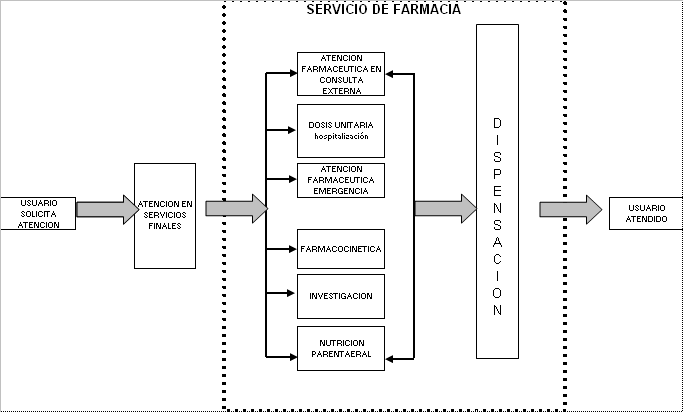 SERVICIO DE FARMACIA
USUARIO
SOLICITA
ATENCION
ATENCION EN
SERVICIOS
FINALES
ATENCION
FARMACEUTICA EN
CONSULTA
EXTERNA
DOSIS UNITARIA
hospitalización
ATENCION
FARMACEUTICA
EMERGENCIA
FARMACOCINETICA
INVESTIGACION
NUTRICION
PARENTAERAL
DISPENSACION
USUARIO
ATENDIDO